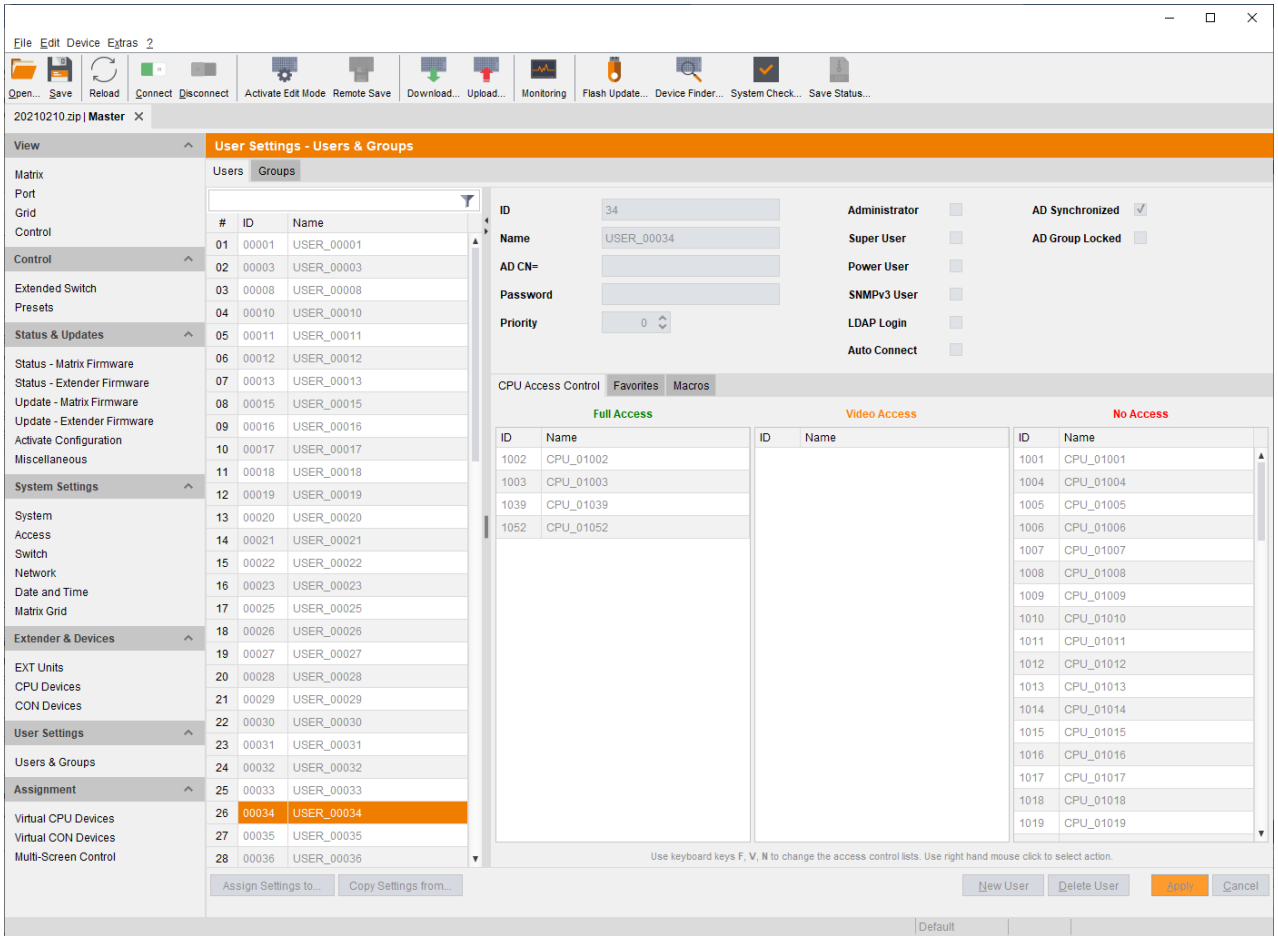 File Edit Device Extras ?
Open... Save Reload Connect Disconnect Activate Edit Mode Remote Save Download... Upload... Monitoring Flash Update... Device Finder... System Check... Save Status...
20210210.zip | Master
View
Matrix
Port
Grid
Control
Control
Extended Switch
Presets
Status & Updates
Status - Matrix Firmware
Status - Extender Firmware
Update - Matrix Firmware
Update - Extender Firmware
Activate Configuration
Miscellaneous
System Settings
System
Access
Switch
Network
Date and Time
Matrix Grid
Extender & Devices
EXT Units
CPU Devices
CON Devices
User Settings
Users & Groups
Assignment
Virtual CPU Devices
Virtual CON Devices
Multi-Screen Control
User Settings - Users & Groups
Users Groups
# ID Name
01 00001 USER_00001
02 00003 USER_00003
03 00008 USER_00008
04 00010 USER_00010
05 00011 USER_00011
06 00012 USER_00012
07 00013 USER_00013
08 00015 USER_00015
09 00016 USER_00016
10 00017 USER_00017
11 00018 USER_00018
12 00019 USER_00019
13 00020 USER_00020
14 00021 USER_00021
15 00022 USER_00022
16 00023 USER_00023
17 00025 USER_00025
18 00026 USER_00026
19 00027 USER_00027
20 00028 USER_00028
21 00029 USER_00029
22 00030 USER_00030
23 00031 USER_00031
24 00032 USER_00032
25 00033 USER_00033
26 00034 USER_00034
27 00035 USER_00035
28 00036 USER_00036
ID 34
Name USER_00034
AD CN=
Password
Priority 0
Administrator
Super User
Power User
SNMPv3 User
LDAP Login
Auto Connect
AD Synchronized
AD Group Locked
CPU Access Control Favorites Macros
Full Access
ID Name
1002 CPU_01002
1003 CPU_01003
1039 CPU_01039
1052 CPU_01052
Video Access
ID Name
No Access
ID Name
1001 CPU_01001
1004 CPU_01004
1005 CPU_01005
1006 CPU_01006
1007 CPU_01007
1008 CPU_01008
1009 CPU_01009
1010 CPU_01010
1011 CPU_01011
1012 CPU_01012
1013 CPU_01013
1014 CPU_01014
1015 CPU_01015
1016 CPU_01016
1017 CPU_01017
1018 CPU_01018
1019 CPU_01019
Use keyboard keys F, V, N to change the access control lists. Use right hand mouse click to select action.
Assign Settings to... Copy Settings from... New User Delete User Apply Cancel
Default